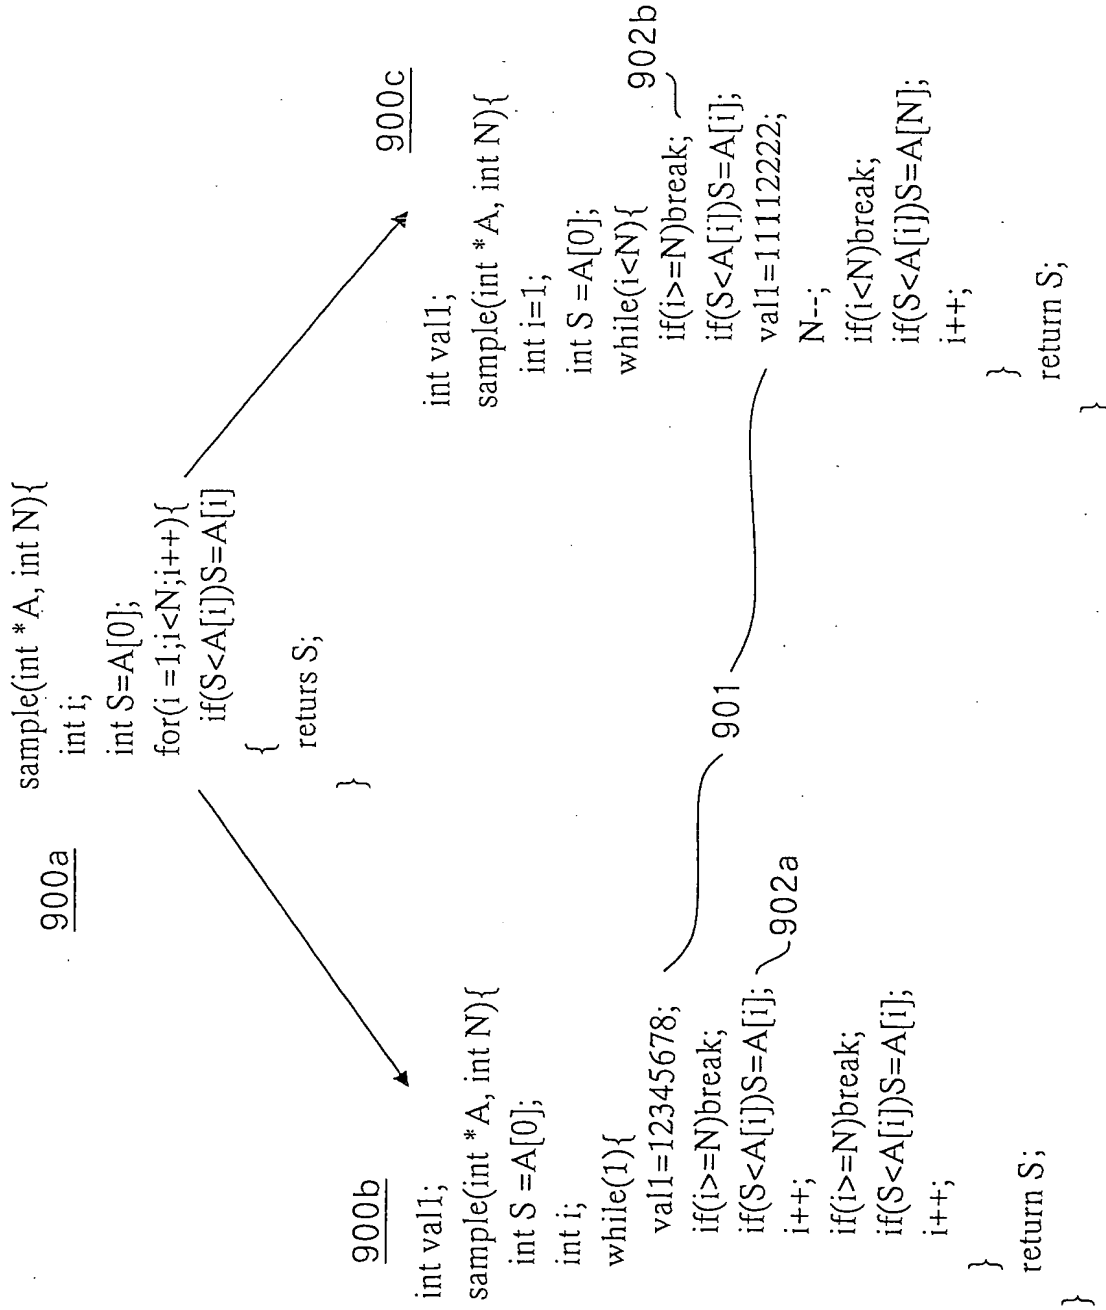 900a
sample(int * A, int N){
int i;
int S=A[0];
for(i =1;i<N;i++){
if(S<A[i])S=A[i]
{
returs S;
}
900b
int val1;
sample(int *A, int N){
int S =A[0];
int i;
while(1){
val1=12345678;
if(i>=N)break;
if(S<A[i])S=A[i];
i++;
if(i>=N)break;
if(S<A[i])S=A[i];
i++;
}
return S;
}
902a
901
900c
int val1;
sample(int * A, int N){
int i=1;
int S =A[0];
while(i<N){
if(i>=N)break;
if(S<A[i])S=A[i];
val1=11112222;
N--;
if(i<N)break;
if(S<A[i])S=A[N];
i++;
}
return S;
}
902b